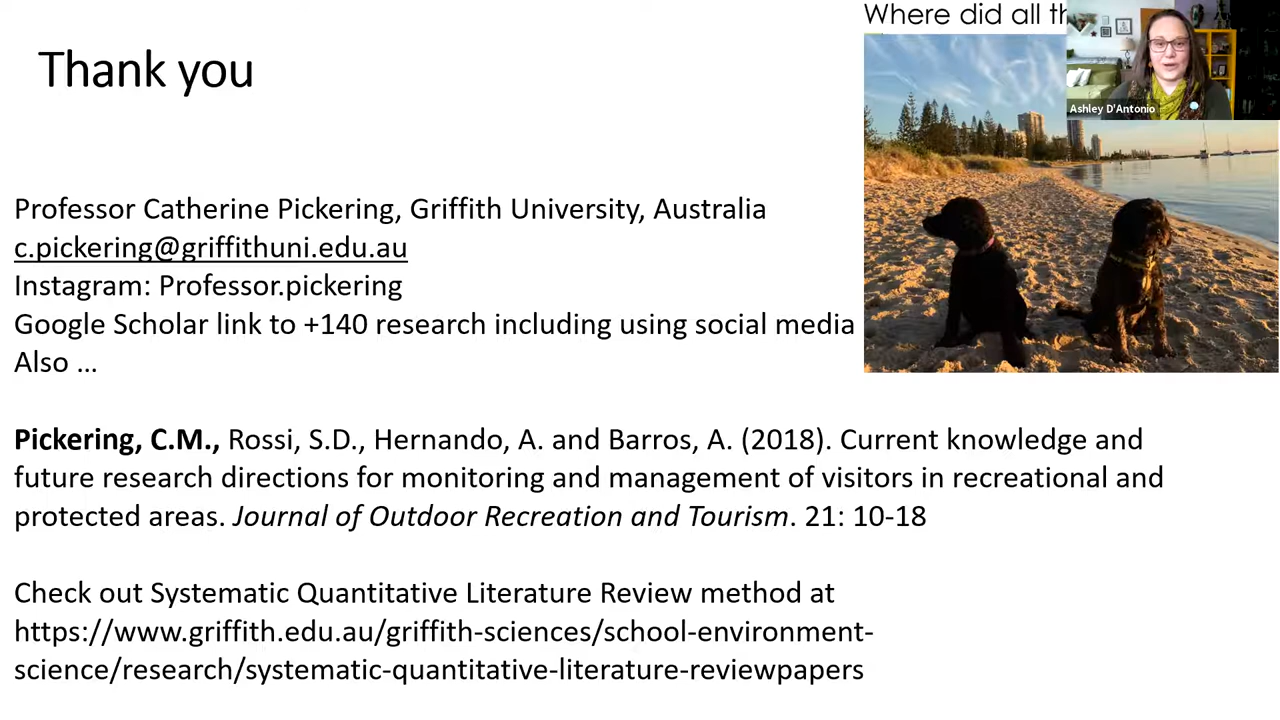 Where did all th
Ashley D'Antonio
Thank you
Professor Catherine Pickering, Griffith University, Australia
c.pickering@griffithuni.edu.au
Instagram: Professor.pickering
Google Scholar link to +140 research including using social media
Also ...
Pickering, C.M., Rossi, S.D., Hernando, A. and Barros, A. (2018). Current knowledge and
future research directions for monitoring and management of visitors in recreational and
protected areas. Journal of Outdoor Recreation and Tourism. 21: 10-18
Check out Systematic Quantitative Literature Review method at
https://www.griffith.edu.au/griffith-sciences/school-environment-
science/research/systematic-quantitative-literature-reviewpapers